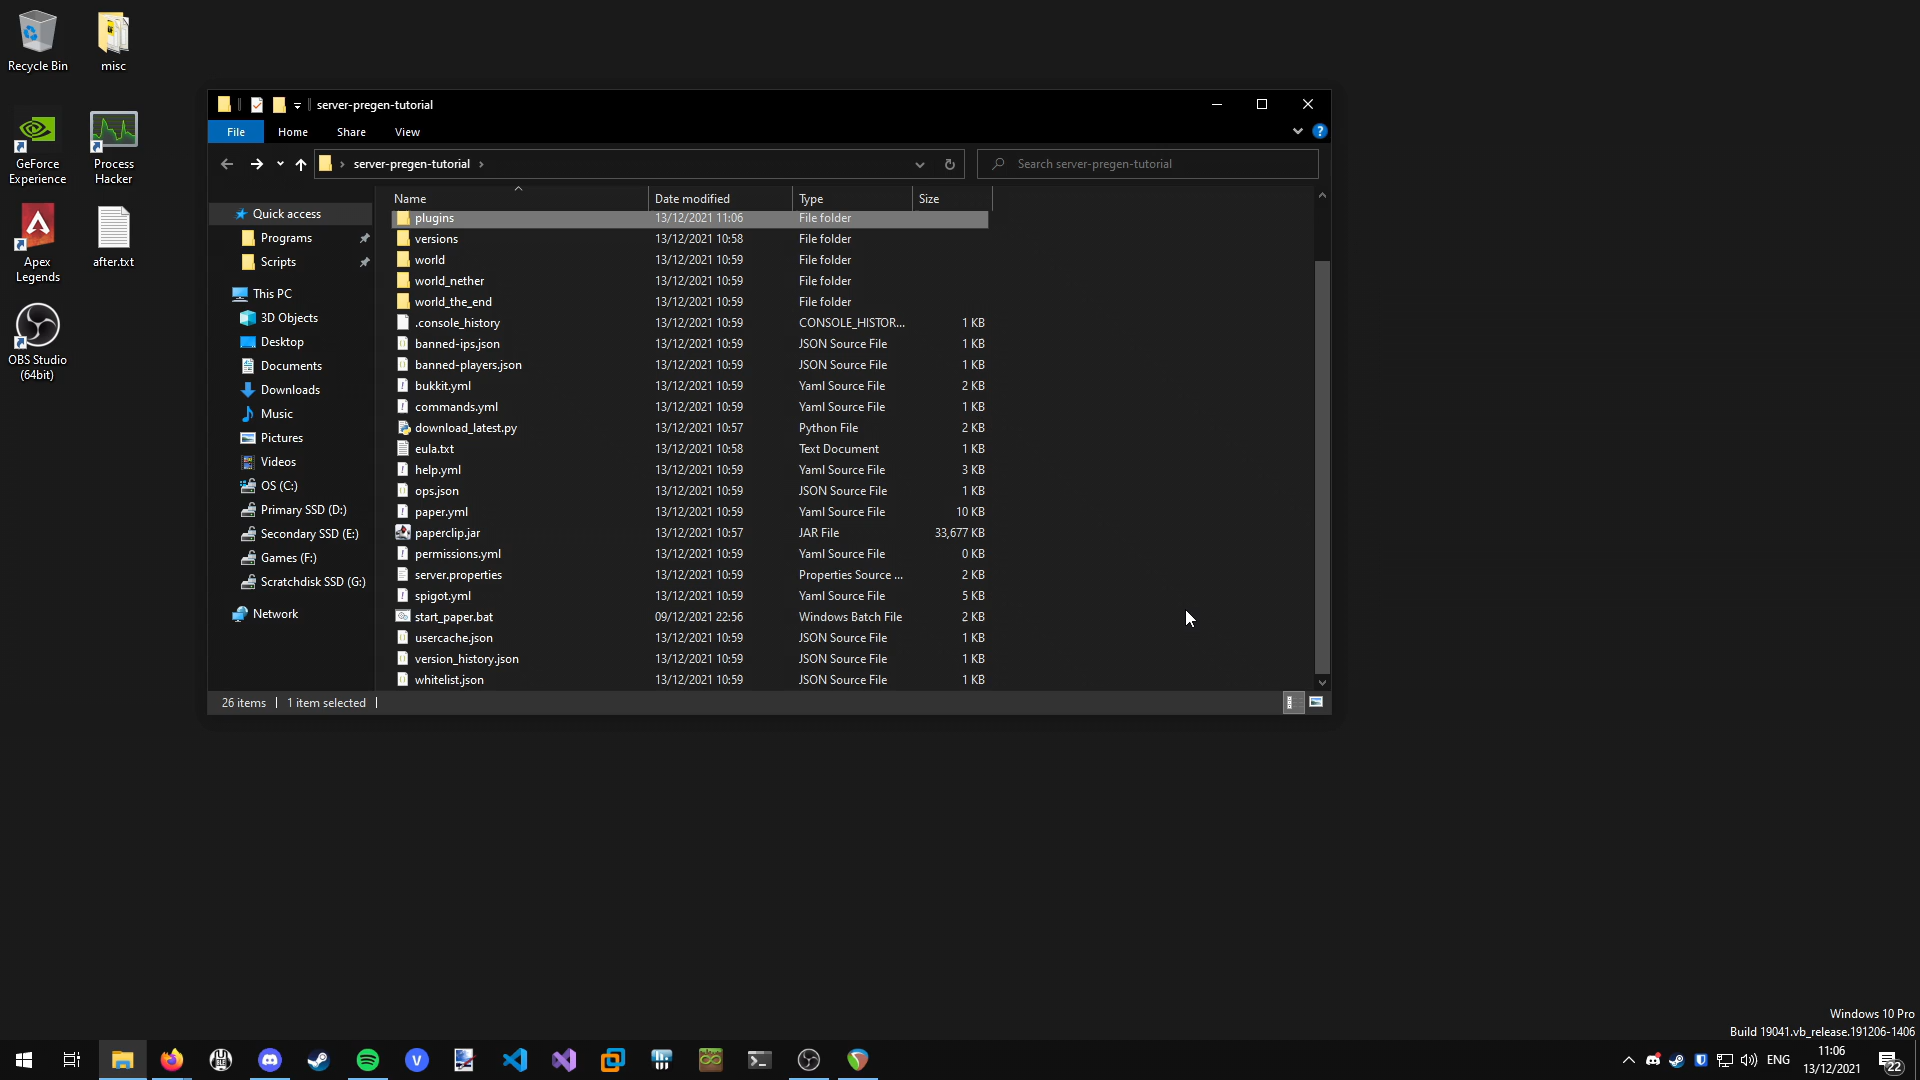 Recycle Bin
misc
GeForce
Experience
Process
Hacker
Apex
Legends
after.txt
OBS Studio
(64bit)
server-pregen-tutorial
File
Home
Share
View
server-pregen-tutorial
Search server-pregen-tutorial
Quick access
Programs
Scripts
This PC
3D Objects
Desktop
Documents
Downloads
Music
Pictures
Videos
OS (C:)
Primary SSD (D:)
Secondary SSD (E:)
Games (F:)
Scratchdisk SSD (G:)
Network
Name Date modified Type Size
plugins 13/12/2021 11:06 File folder
versions 13/12/2021 10:58 File folder
world 13/12/2021 10:59 File folder
world_nether 13/12/2021 10:59 File folder
world_the_end 13/12/2021 10:59 File folder
.console_history 13/12/2021 10:59 CONSOLE_HISTOR... 1 KB
banned-ips.json 13/12/2021 10:59 JSON Source File 1 KB
banned-players.json 13/12/2021 10:59 JSON Source File 1 KB
bukkit.yml 13/12/2021 10:59 Yaml Source File 2 KB
commands.yml 13/12/2021 10:59 Yaml Source File 1 KB
download_latest.py 13/12/2021 10:57 Python File 2 KB
eula.txt 13/12/2021 10:58 Text Document 1 KB
help.yml 13/12/2021 10:59 Yaml Source File 3 KB
ops.json 13/12/2021 10:59 JSON Source File 1 KB
paper.yml 13/12/2021 10:59 Yaml Source File 10 KB
paperclip.jar 13/12/2021 10:57 JAR File 33,677 KB
permissions.yml 13/12/2021 10:59 Yaml Source File 0 KB
server.properties 13/12/2021 10:59 Properties Source ... 2 KB
spigot.yml 13/12/2021 10:59 Yaml Source File 5 KB
start_paper.bat 09/12/2021 22:56 Windows Batch File 2 KB
usercache.json 13/12/2021 10:59 JSON Source File 1 KB
version_history.json 13/12/2021 10:59 JSON Source File 1 KB
whitelist.json 13/12/2021 10:59 JSON Source File 1 KB
26 items
1 item selected
Windows 10 Pro
Build 19041.vb_release.191206-1406
ENG
11:06
13/12/2021
22